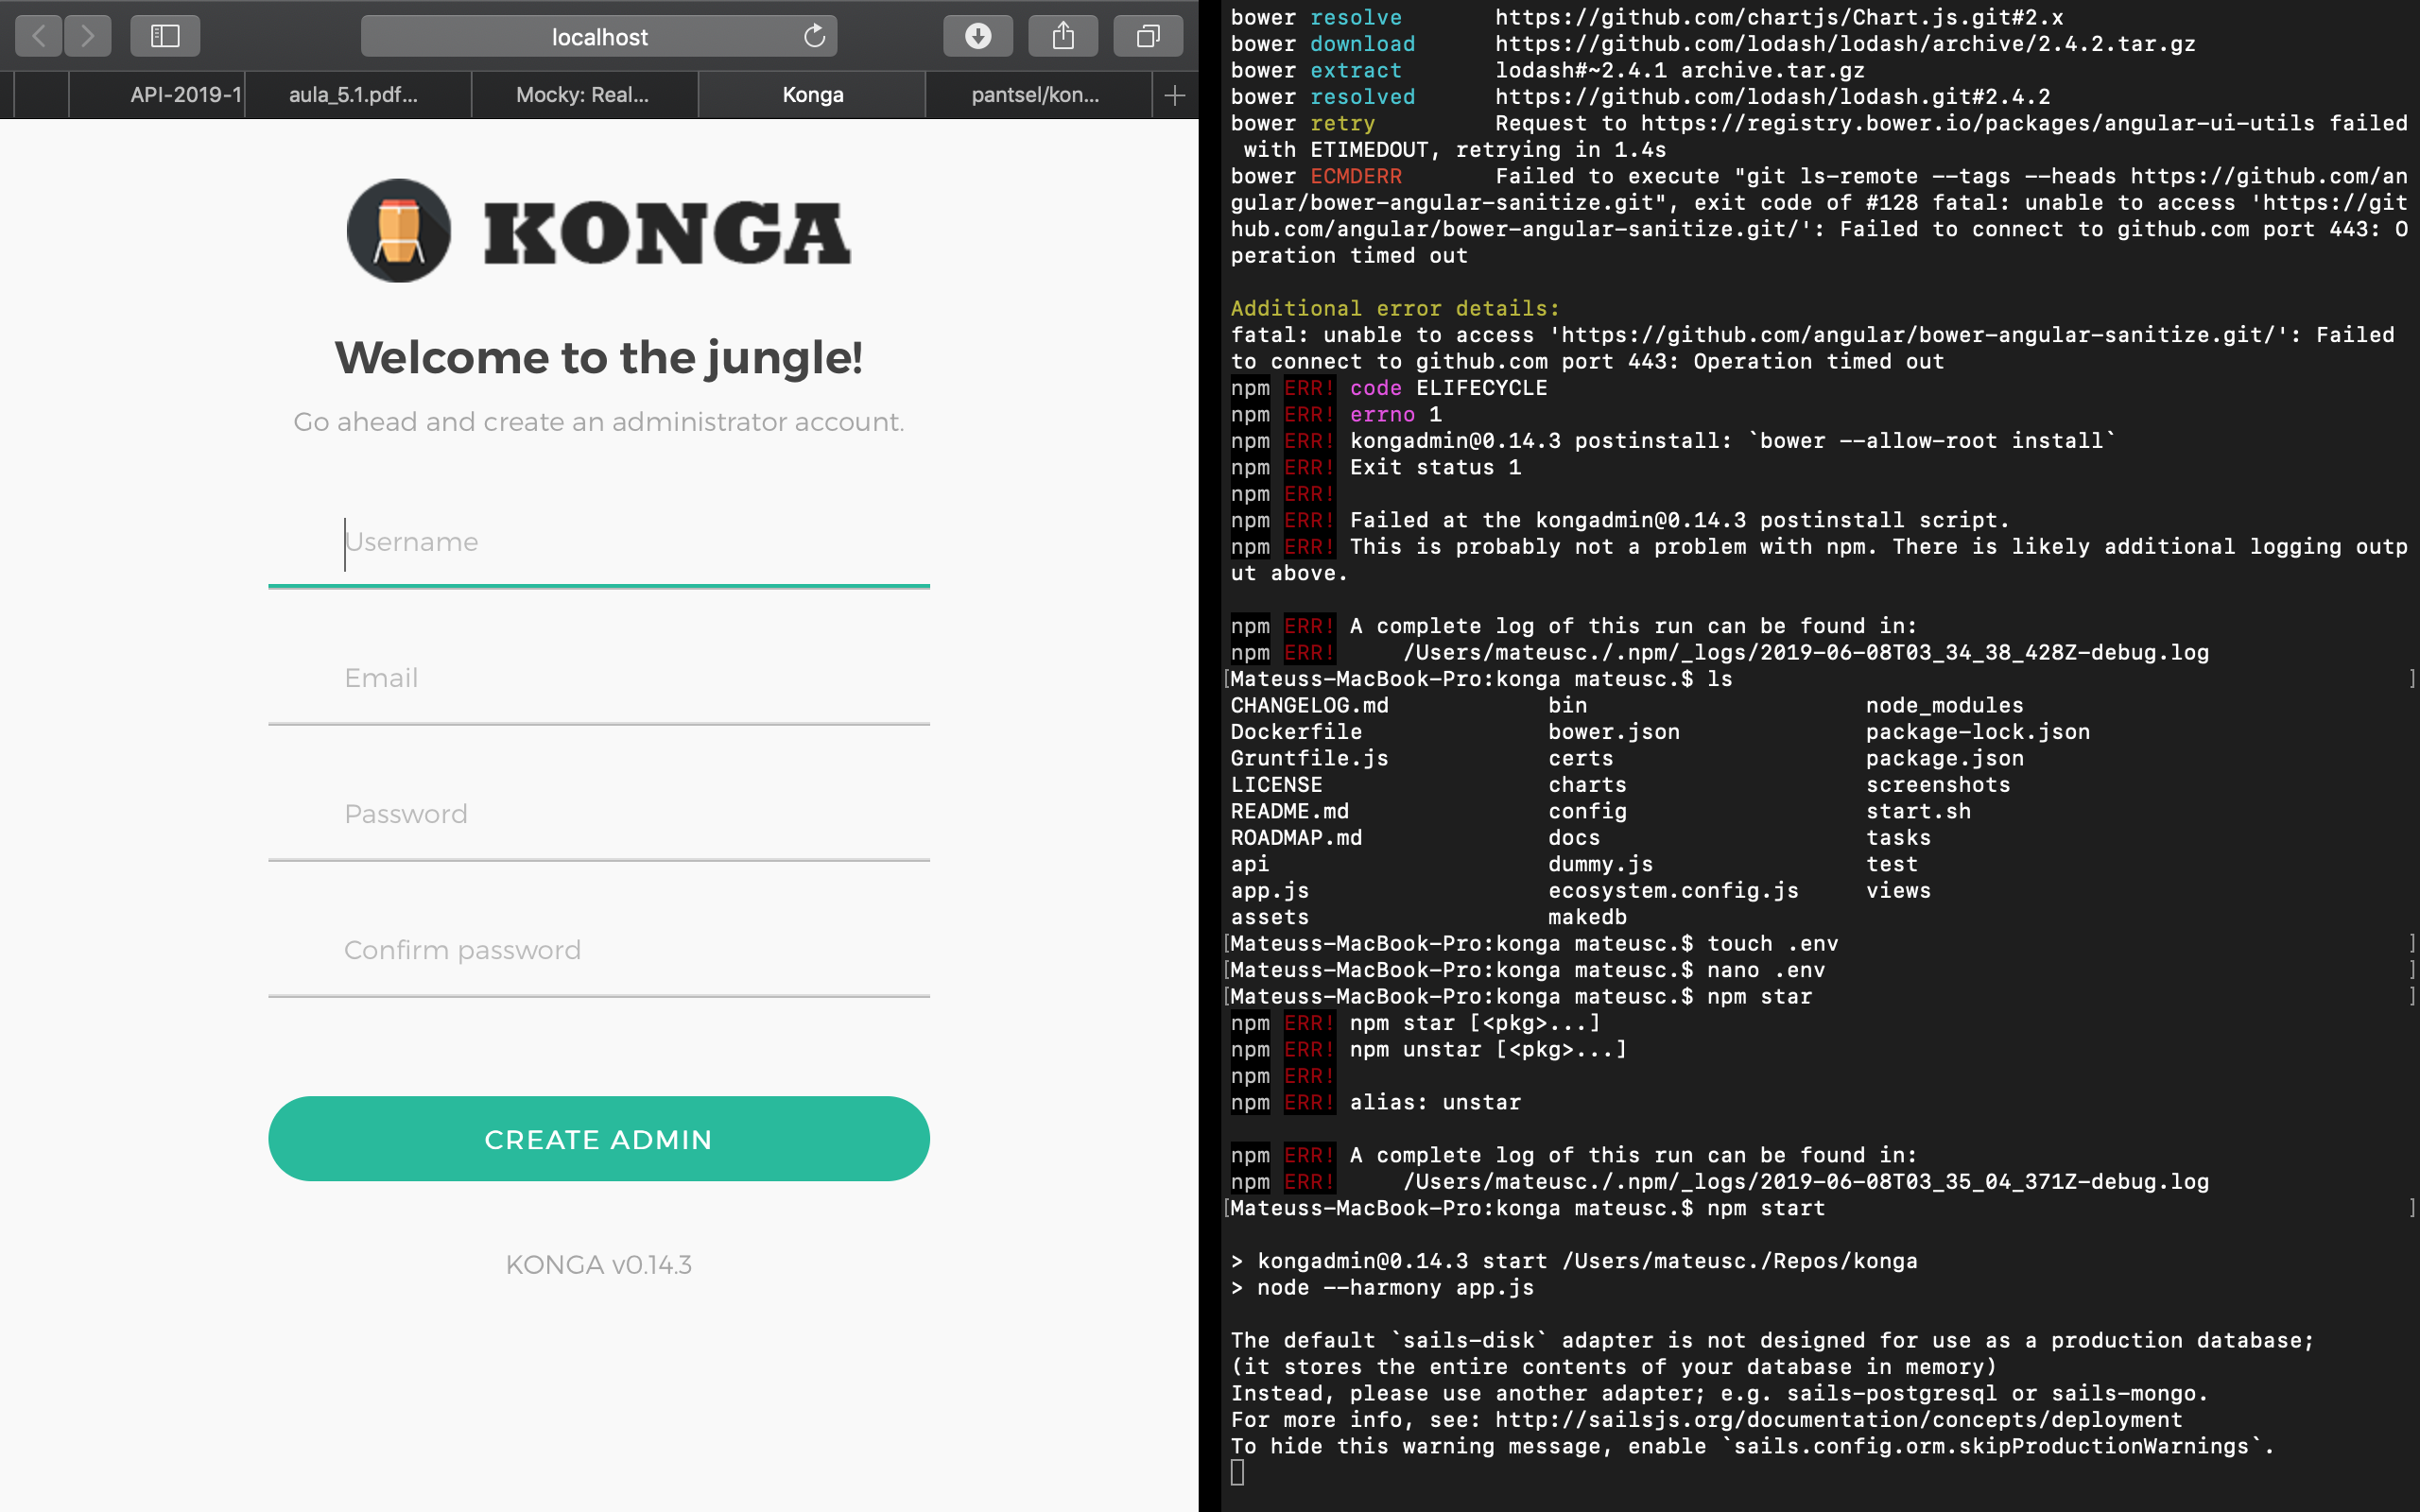 localhost
API-2019-1
aula_5.1.pdf...
Mocky: Real...
Konga
pantsel/kon...
KONGA
Welcome to the jungle!
Go ahead and create an administrator account.
Username
Email
Password
Confirm password
CREATE ADMIN
KONGA v0.14.3
bower resolve       https://github.com/chartjs/Chart.js.git#2.x
bower download      https://github.com/lodash/lodash/archive/2.4.2.tar.gz
bower extract       lodash#~2.4.1 archive.tar.gz
bower resolved      https://github.com/lodash/lodash.git#2.4.2
bower retry         Request to https://registry.bower.io/packages/angular-ui-utils failed
 with ETIMEDOUT, retrying in 1.4s
bower ECMDERR       Failed to execute "git ls-remote --tags --heads https://github.com/an
gular/bower-angular-sanitize.git", exit code of #128 fatal: unable to access 'https://git
hub.com/angular/bower-angular-sanitize.git/': Failed to connect to github.com port 443: O
peration timed out
Additional error details:
fatal: unable to access 'https://github.com/angular/bower-angular-sanitize.git/': Failed
to connect to github.com port 443: Operation timed out
npm ERR! code ELIFECYCLE
npm ERR! errno 1
npm ERR! kongadmin@0.14.3 postinstall: `bower --allow-root install`
npm ERR! Exit status 1
npm ERR!
npm ERR! Failed at the kongadmin@0.14.3 postinstall script.
npm ERR! This is probably not a problem with npm. There is likely additional logging outp
ut above.
npm ERR! A complete log of this run can be found in:
npm ERR!     /Users/mateusc./.npm/_logs/2019-06-08T03_34_38_428Z-debug.log
[Mateuss-MacBook-Pro:konga mateusc.$ ls ]
CHANGELOG.md            bin                     node_modules
Dockerfile              bower.json              package-lock.json
Gruntfile.js            certs                   package.json
LICENSE                 charts                  screenshots
README.md               config                  start.sh
ROADMAP.md              docs                    tasks
api                     dummy.js                test
app.js                  ecosystem.config.js     views
assets                  makedb
[Mateuss-MacBook-Pro:konga mateusc.$ touch .env ]
[Mateuss-MacBook-Pro:konga mateusc.$ nano .env ]
[Mateuss-MacBook-Pro:konga mateusc.$ npm star ]
npm ERR! npm star [<pkg>...]
npm ERR! npm unstar [<pkg>...]
npm ERR!
npm ERR! alias: unstar
npm ERR! A complete log of this run can be found in:
npm ERR!     /Users/mateusc./.npm/_logs/2019-06-08T03_35_04_371Z-debug.log
[Mateuss-MacBook-Pro:konga mateusc.$ npm start ]
> kongadmin@0.14.3 start /Users/mateusc./Repos/konga
> node --harmony app.js
The default `sails-disk` adapter is not designed for use as a production database;
(it stores the entire contents of your database in memory)
Instead, please use another adapter; e.g. sails-postgresql or sails-mongo.
For more info, see: http://sailsjs.org/documentation/concepts/deployment
To hide this warning message, enable `sails.config.orm.skipProductionWarnings`.